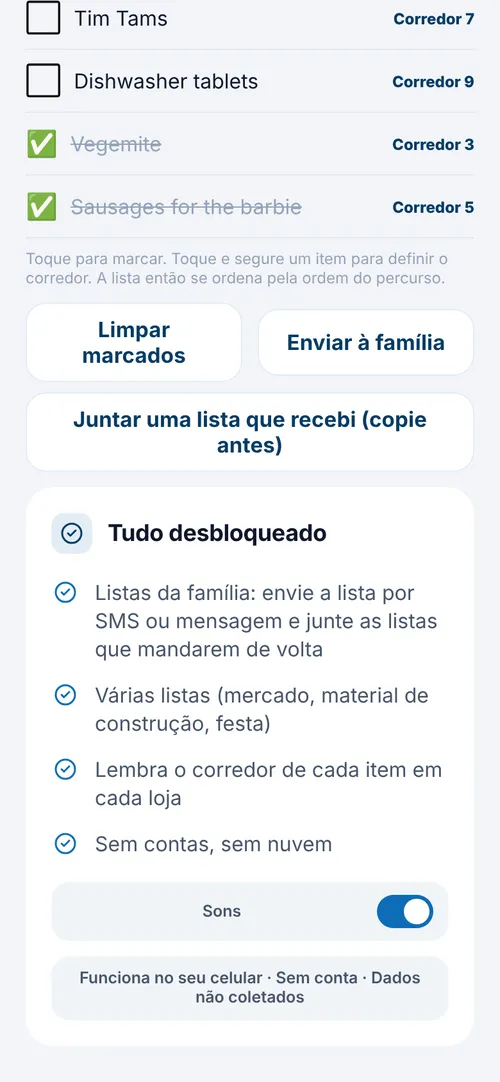 Tim Tams
Corredor 7
Dishwasher tablets
Corredor 9
Vegemite
Corredor 3
Sausages for the barbie
Corredor 5
Toque para marcar. Toque e segure um item para definir o
corredor. A lista então se ordena pela ordem do percurso.
Limpar
marcados
Enviar à família
Juntar uma lista que recebi (copie
antes)
Tudo desbloqueado
Listas da família: envie a lista por
SMS ou mensagem e junte as listas
que mandarem de volta
Várias listas (mercado, material de
construção, festa)
Lembra o corredor de cada item em
cada loja
Sem contas, sem nuvem
Sons
Funciona no seu celular · Sem conta · Dados
não coletados